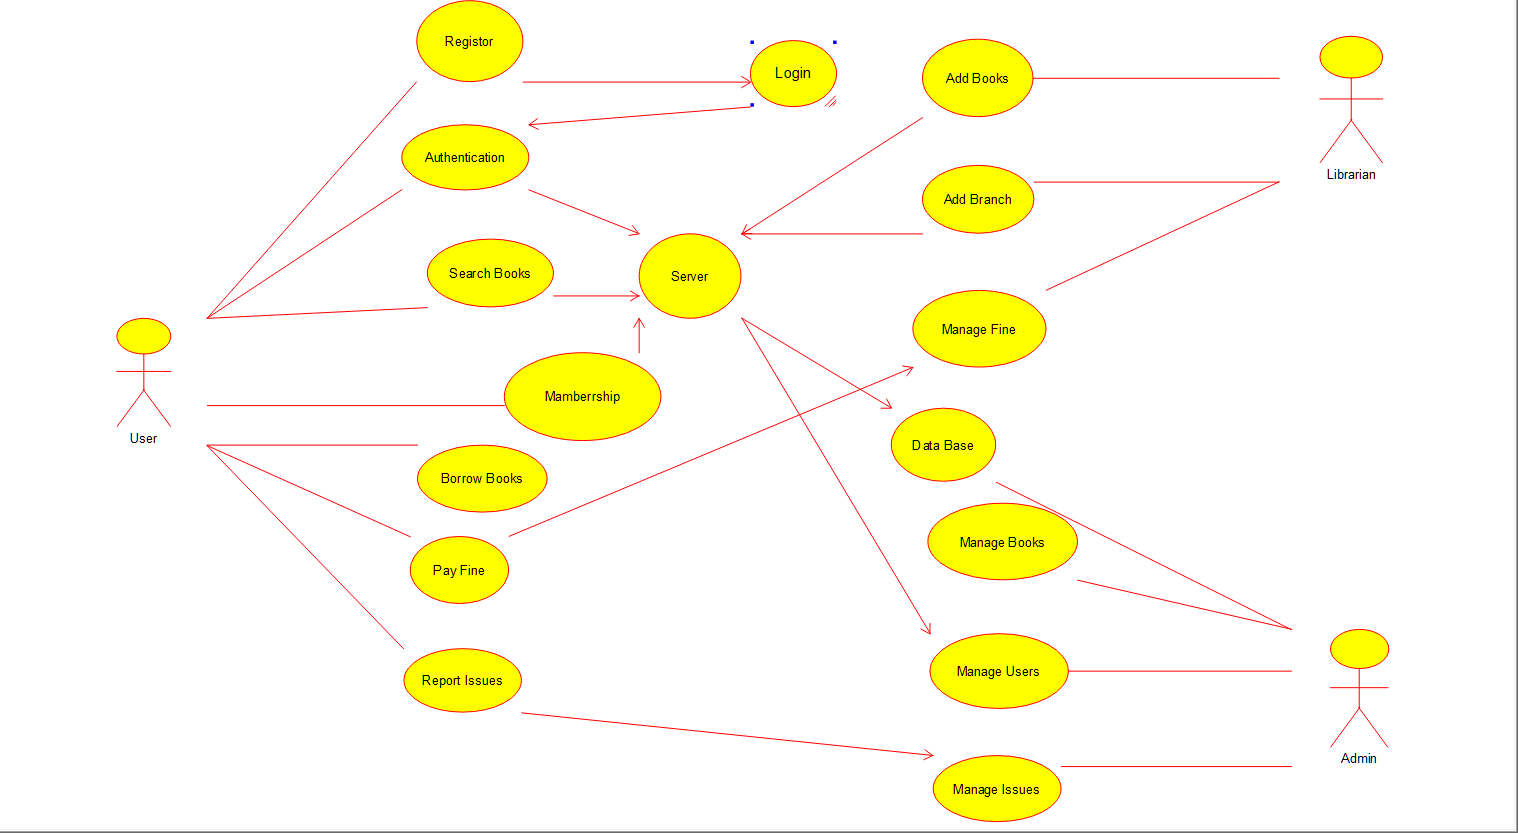 Registor
Login
Add Books
Authentication
Librarian
Add Branch
Search Books
Server
Manage Fine
Mamberrship
User
Data Base
Borrow Books
Manage Books
Pay Fine
Manage Users
Report Issues
Admin
Manage Issues